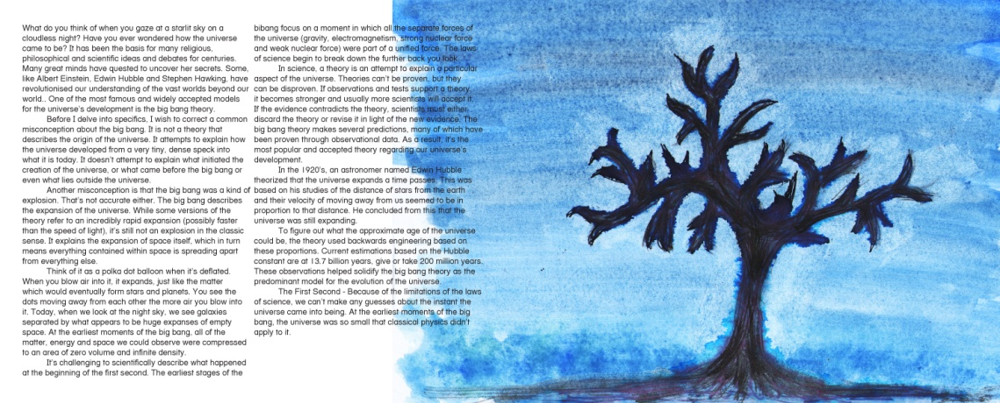 What do you think of when you gaze at a starlit sky on a
cloudless night? Have you ever wondered how the universe
came to be? It has been the basis for many religious,
philosophical and scientific ideas and debates for centuries.
Many great minds have quested to uncover her secrets. Some,
like Albert Einstein, Edwin Hubble and Stephen Hawking, have
revolutionised our understanding of the vast worlds beyond our
world.. One of the most famous and widely accepted models
for the universe's development is the big bang theory.
Before I delve into specifics, I wish to correct a common
misconception about the big bang. It is not a theory that
describes the origin of the universe. It attempts to explain how
the universe developed from a very tiny, dense speck into
what it is today. It doesn't attempt to explain what initiated the
creation of the universe, or what came before the big bang or
even what lies outside the universe.
Another misconception is that the big bang was a kind of
explosion. That's not accurate either. The big bang describes
the expansion of the universe. While some versions of the
theory refer to an incredibly rapid expansion (possibly faster
than the speed of light), it's still not an explosion in the classic
sense. It explains the expansion of space itself, which in turn
means everything contained within space is spreading apart
from everything else.
Think of it as a polka dot balloon when it's deflated.
When you blow air into it, it expands, just like the matter
which would eventually form stars and planets. You see the
dots moving away from each other the more air you blow into
it. Today, when we look at the night sky, we see galaxies
separated by what appears to be huge expanses of empty
space. At the earliest moments of the big bang, all of the
matter, energy and space we could observe were compressed
to an area of zero volume and infinite density.
It's challenging to scientifically describe what happened
at the beginning of the first second. The earliest stages of the
bibang focus on a moment in which all the separate forces of
the universe (gravity, electromagnetism, strong nuclear force
and weak nuclear force) were part of a unified force. The laws
of science begin to break down the further back you look.
In science, a theory is an attempt to explain a particular
aspect of the universe. Theories can't be proven, but they
can be disproven. If observations and tests support a theory,
it becomes stronger and usually more scientists will accept it.
If the evidence contradicts the theory, scientists must either
discard the theory or revise it in light of the new evidence. The
big bang theory makes several predictions, many of which have
been proven through observational data. As a result, it's the
most popular and accepted theory regarding our universe's
development.
In the 1920's, an astronomer named Edwin Hubble
theorized that the universe expands a time passes. This was
based on his studies of the distance of stars from the earth
and their velocity of moving away from us seemed to be in
proportion to that distance. He concluded from this that the
universe was still expanding.
To figure out what the approximate age of the universe
could be, the theory used backwards engineering based on
these proportions. Current estimations based on the Hubble
constant are at 13.7 billion years, give or take 200 million years.
These observations helped solidify the big bang theory as the
predominant model for the evolution of the universe.
The First Second - Because of the limitations of the laws
of science, we can't make any guesses about the instant the
universe came into being. At the earliest moments of the big
bang, the universe was so small that classical physics didn't
apply to it.